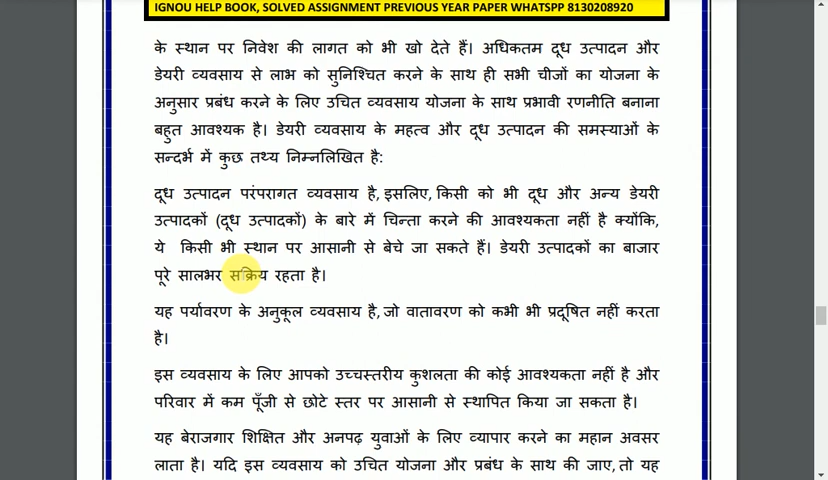 IGNOU HELP BOOK, SOLVED ASSIGNMENT PREVIOUS YEAR PAPER WHATSPP 8130208920
के स्थान पर निवेश की लागत को भी खो देते हैं। अधिकतम दूध उत्पादन और
डेयरी व्यवसाय से लाभ को सुनिश्चित करने के साथ ही सभी चीजों का योजना के
अनुसार प्रबंध करने के लिए उचित व्यवसाय योजना के साथ प्रभावी रणनीति बनाना
बहुत आवश्यक है। डेयरी व्यवसाय के महत्व और दूध उत्पादन की समस्याओं के
सन्दर्भ में कुछ तथ्य निम्नलिखित है:
दूध उत्पादन परंपरागत व्यवसाय है, इसलिए, किसी को भी दूध और अन्य डेयरी
उत्पादकों (दूध उत्पादकों) के बारे में चिन्ता करने की आवश्यकता नहीं है क्योंकि,
ये किसी भी स्थान पर आसानी से बेचे जा सकते हैं। डेयरी उत्पादकों का बाजार
पूरे सालभर सक्रिय रहता है।
यह पर्यावरण के अनुकूल व्यवसाय है, जो वातावरण को कभी भी प्रदूषित नहीं करता
है।
इस व्यवसाय के लिए आपको उच्चस्तरीय कुशलता की कोई आवश्यकता नहीं है और
परिवार में कम पूँजी से छोटे स्तर पर आसानी से स्थापित किया जा सकता है।
यह बेराजगार शिक्षित और अनपढ़ युवाओं के लिए व्यापार करने का महान अवसर
लाता है। यदि इस व्यवसाय को उचित योजना और प्रबंध के साथ की जाए, तो यह